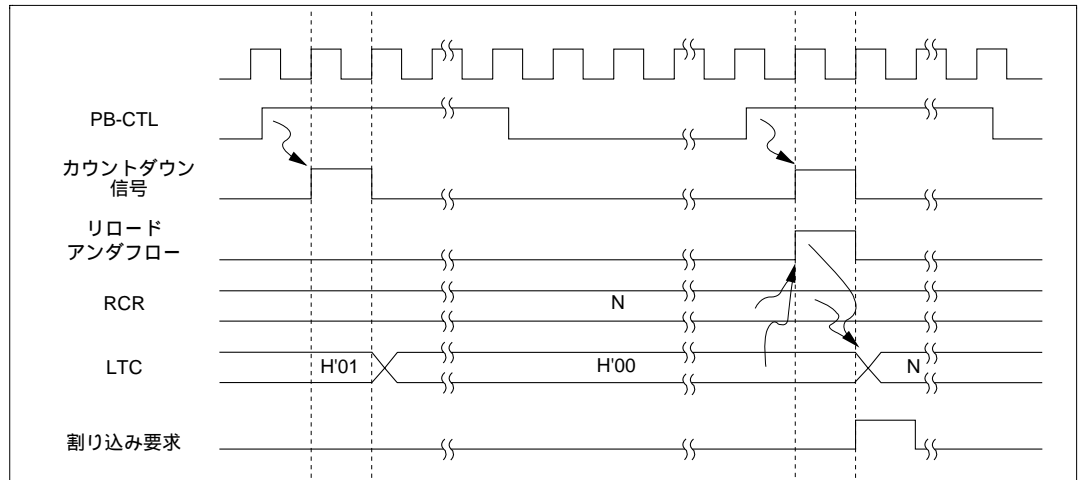 PB-CTL
カウントダウン
信号
リロード
アンダフロー
RCR
N
LTC
H'01
H'00
N
割り込み要求